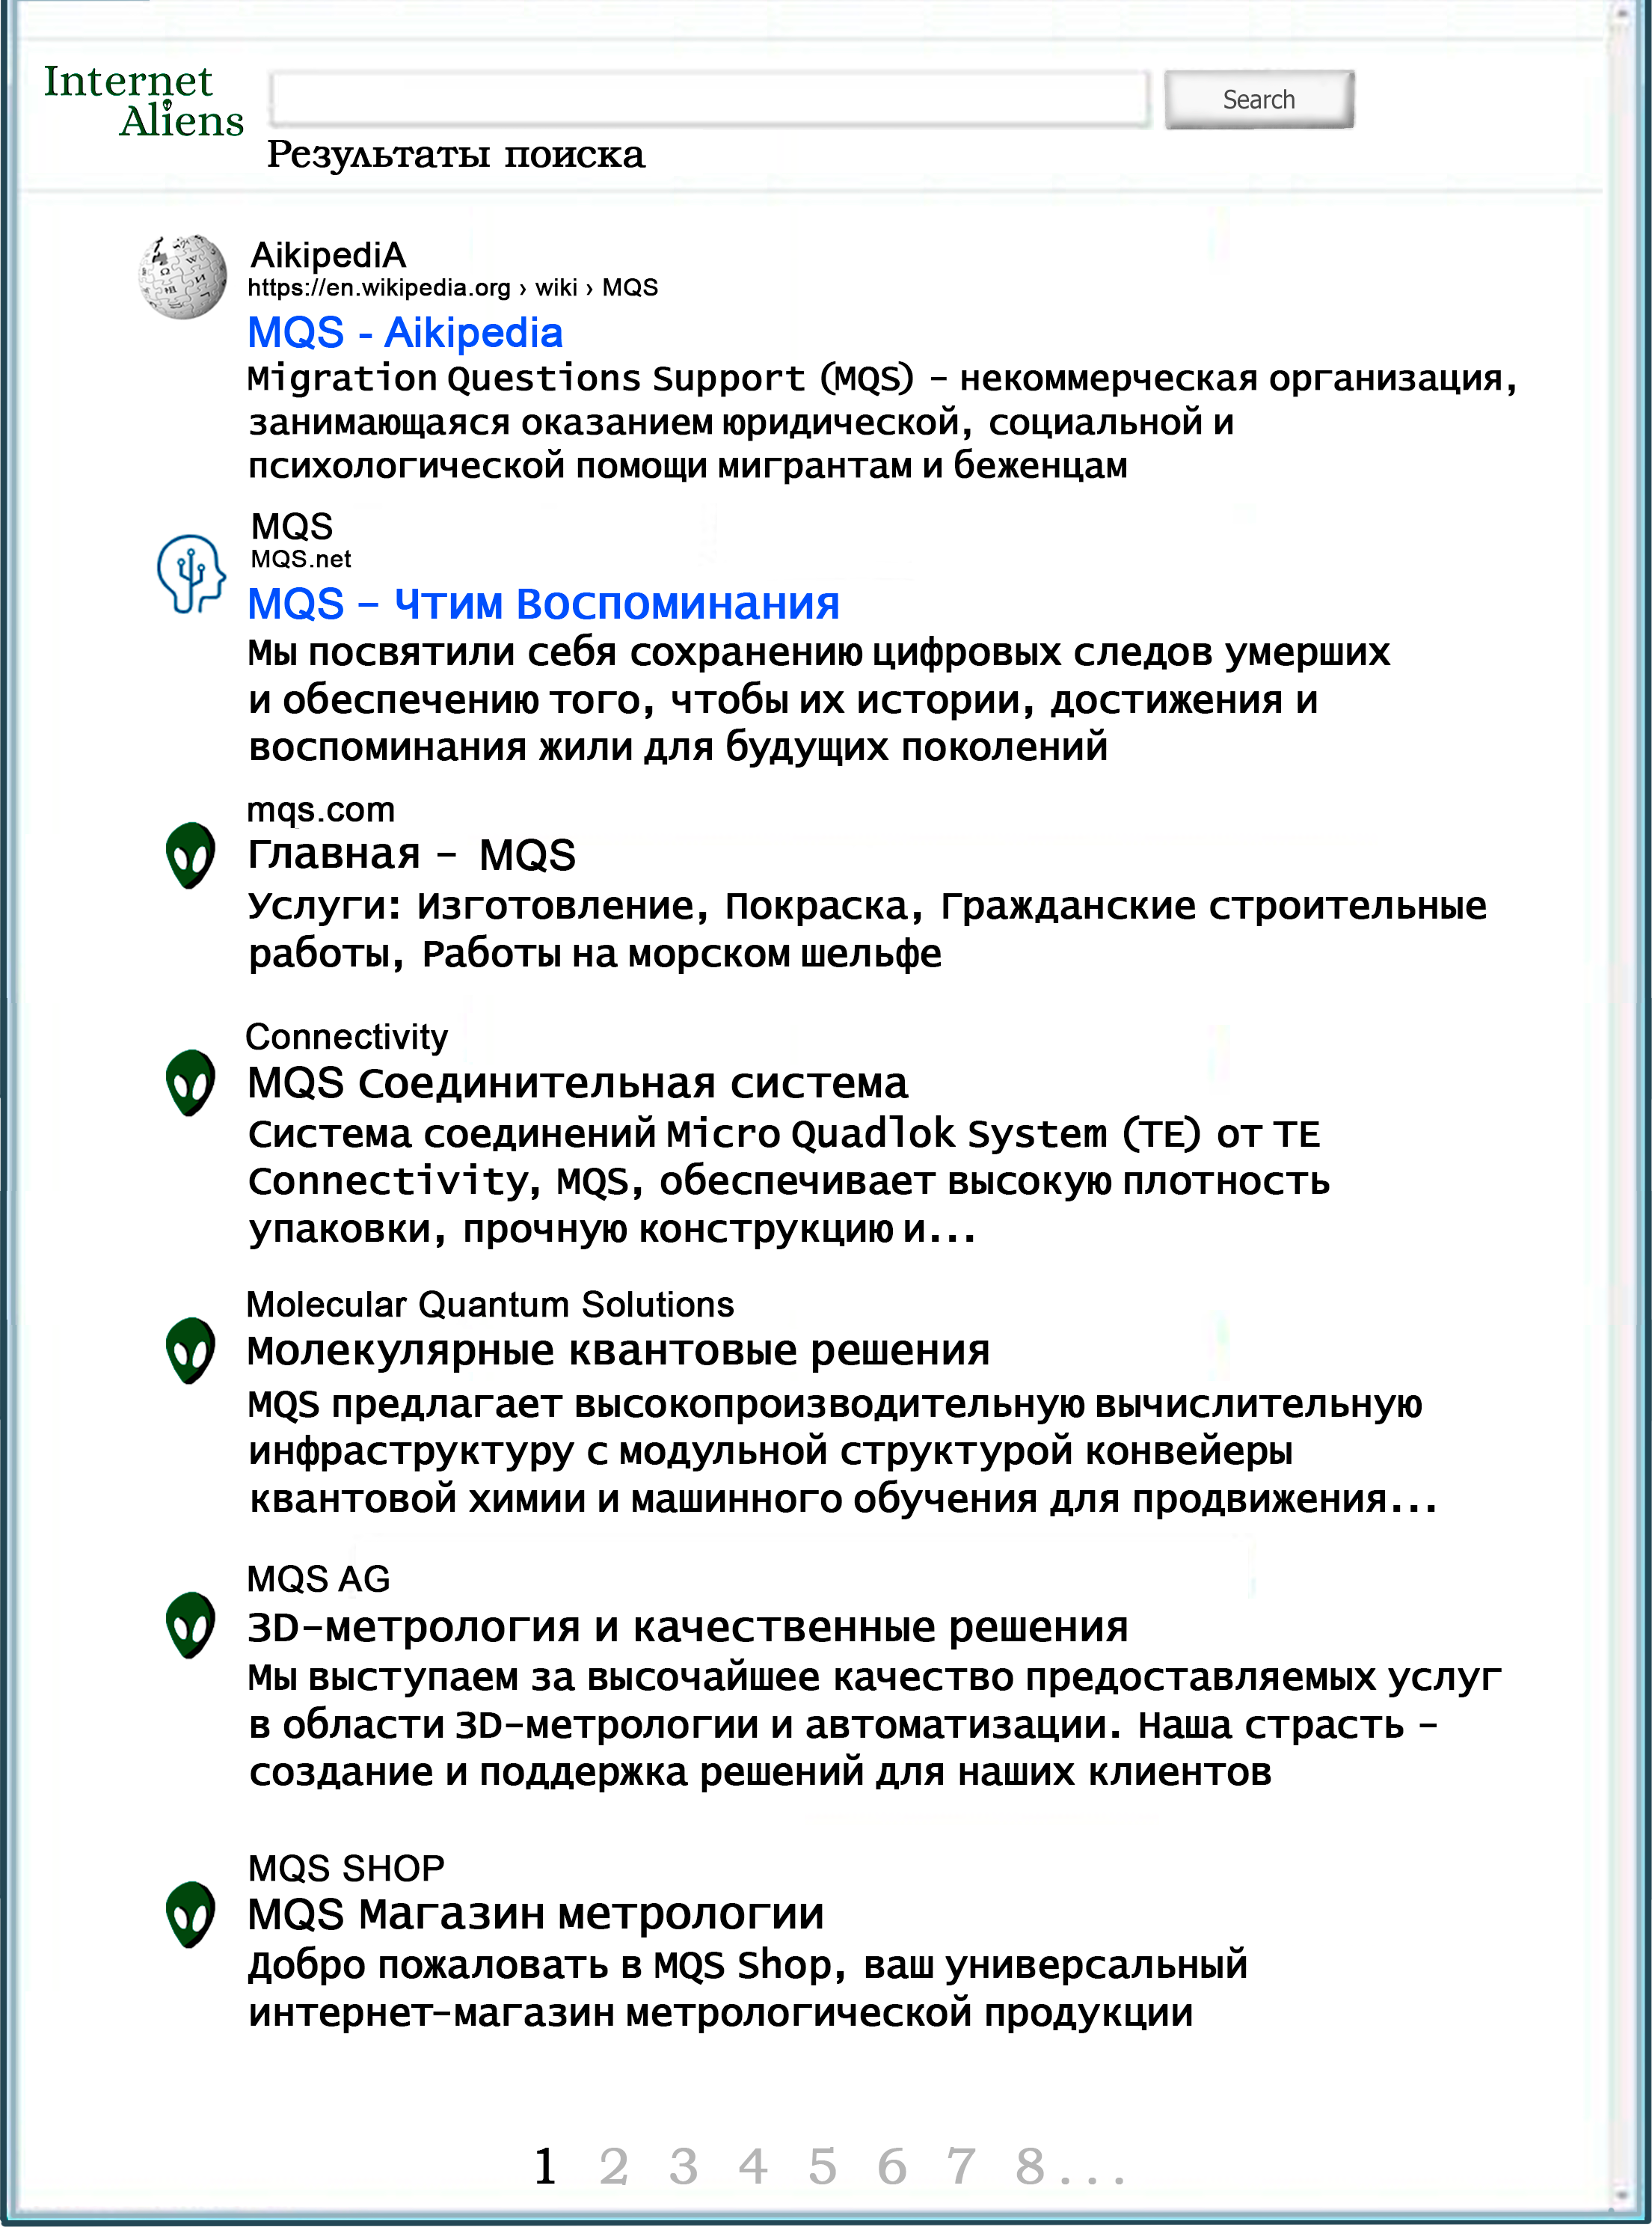 Internet
Aliens
Search
Результаты поиска
AikipediA
https://en.wikipedia.org › wiki › MQS
MQS - Aikipedia
Migration Questions Support (MQS) – некоммерческая организация,
занимающаяся оказанием юридической, социальной и
психологической помощи мигрантам и беженцам
MQS
MQS.net
MQS – Чтим Воспоминания
Мы посвятили себя сохранению цифровых следов умерших
и обеспечению того, чтобы их истории, достижения и
воспоминания жили для будущих поколений
mqs.com
Главная – MQS
Услуги: Изготовление, Покраска, Гражданские строительные
работы, Работы на морском шельфе
Connectivity
MQS Соединительная система
Система соединений Micro Quadlok System (TE) от TE
Connectivity, MQS, обеспечивает высокую плотность
упаковки, прочную конструкцию и...
Molecular Quantum Solutions
Молекулярные квантовые решения
MQS предлагает высокопроизводительную вычислительную
инфраструктуру с модульной структурой конвейеры
квантовой химии и машинного обучения для продвижения...
MQS AG
3D-метрология и качественные решения
Мы выступаем за высочайшее качество предоставляемых услуг
в области 3D-метрологии и автоматизации. Наша страсть –
создание и поддержка решений для наших клиентов
MQS SHOP
MQS Магазин метрологии
Добро пожаловать в MQS Shop, ваш универсальный
интернет-магазин метрологической продукции
1 2 3 4 5 6 7 8...